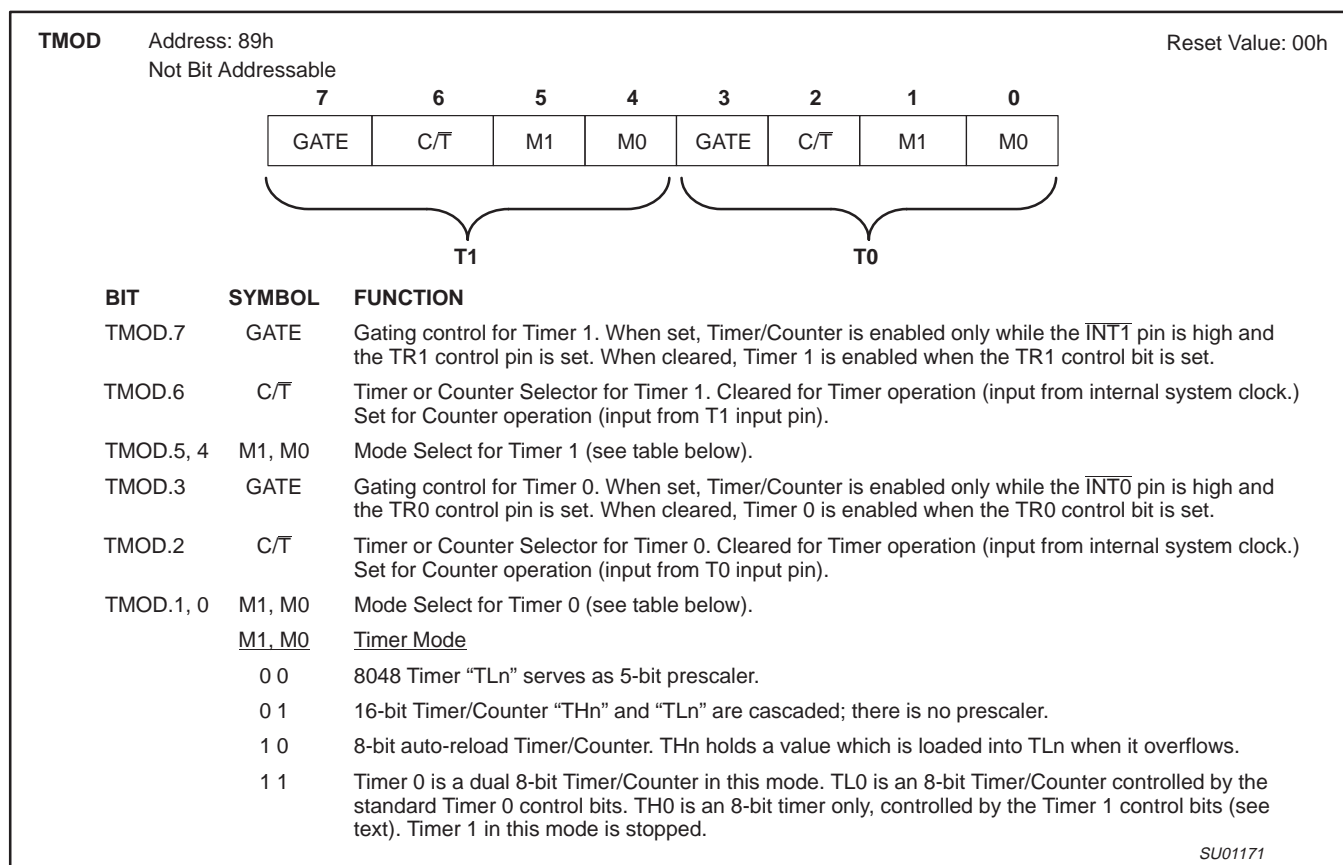 TMOD Address: 89h Reset Value: 00h
Not Bit Addressable
7 6 5 4 3 2 1 0
GATE C/T̅ M1 M0 GATE C/T̅ M1 M0
T1 T0
BIT SYMBOL FUNCTION
TMOD.7 GATE Gating control for Timer 1. When set, Timer/Counter is enabled only while the I̅N̅T̅1̅ pin is high and
the TR1 control pin is set. When cleared, Timer 1 is enabled when the TR1 control bit is set.
TMOD.6 C/T̅ Timer or Counter Selector for Timer 1. Cleared for Timer operation (input from internal system clock.)
Set for Counter operation (input from T1 input pin).
TMOD.5, 4 M1, M0 Mode Select for Timer 1 (see table below).
TMOD.3 GATE Gating control for Timer 0. When set, Timer/Counter is enabled only while the I̅N̅T̅0̅ pin is high and
the TR0 control pin is set. When cleared, Timer 0 is enabled when the TR0 control bit is set.
TMOD.2 C/T̅ Timer or Counter Selector for Timer 0. Cleared for Timer operation (input from internal system clock.)
Set for Counter operation (input from T0 input pin).
TMOD.1, 0 M1, M0 Mode Select for Timer 0 (see table below).
M1, M0 Timer Mode
0 0 8048 Timer “TLn” serves as 5-bit prescaler.
0 1 16-bit Timer/Counter “THn” and “TLn” are cascaded; there is no prescaler.
1 0 8-bit auto-reload Timer/Counter. THn holds a value which is loaded into TLn when it overflows.
1 1 Timer 0 is a dual 8-bit Timer/Counter in this mode. TL0 is an 8-bit Timer/Counter controlled by the
standard Timer 0 control bits. TH0 is an 8-bit timer only, controlled by the Timer 1 control bits (see
text). Timer 1 in this mode is stopped.
SU01171